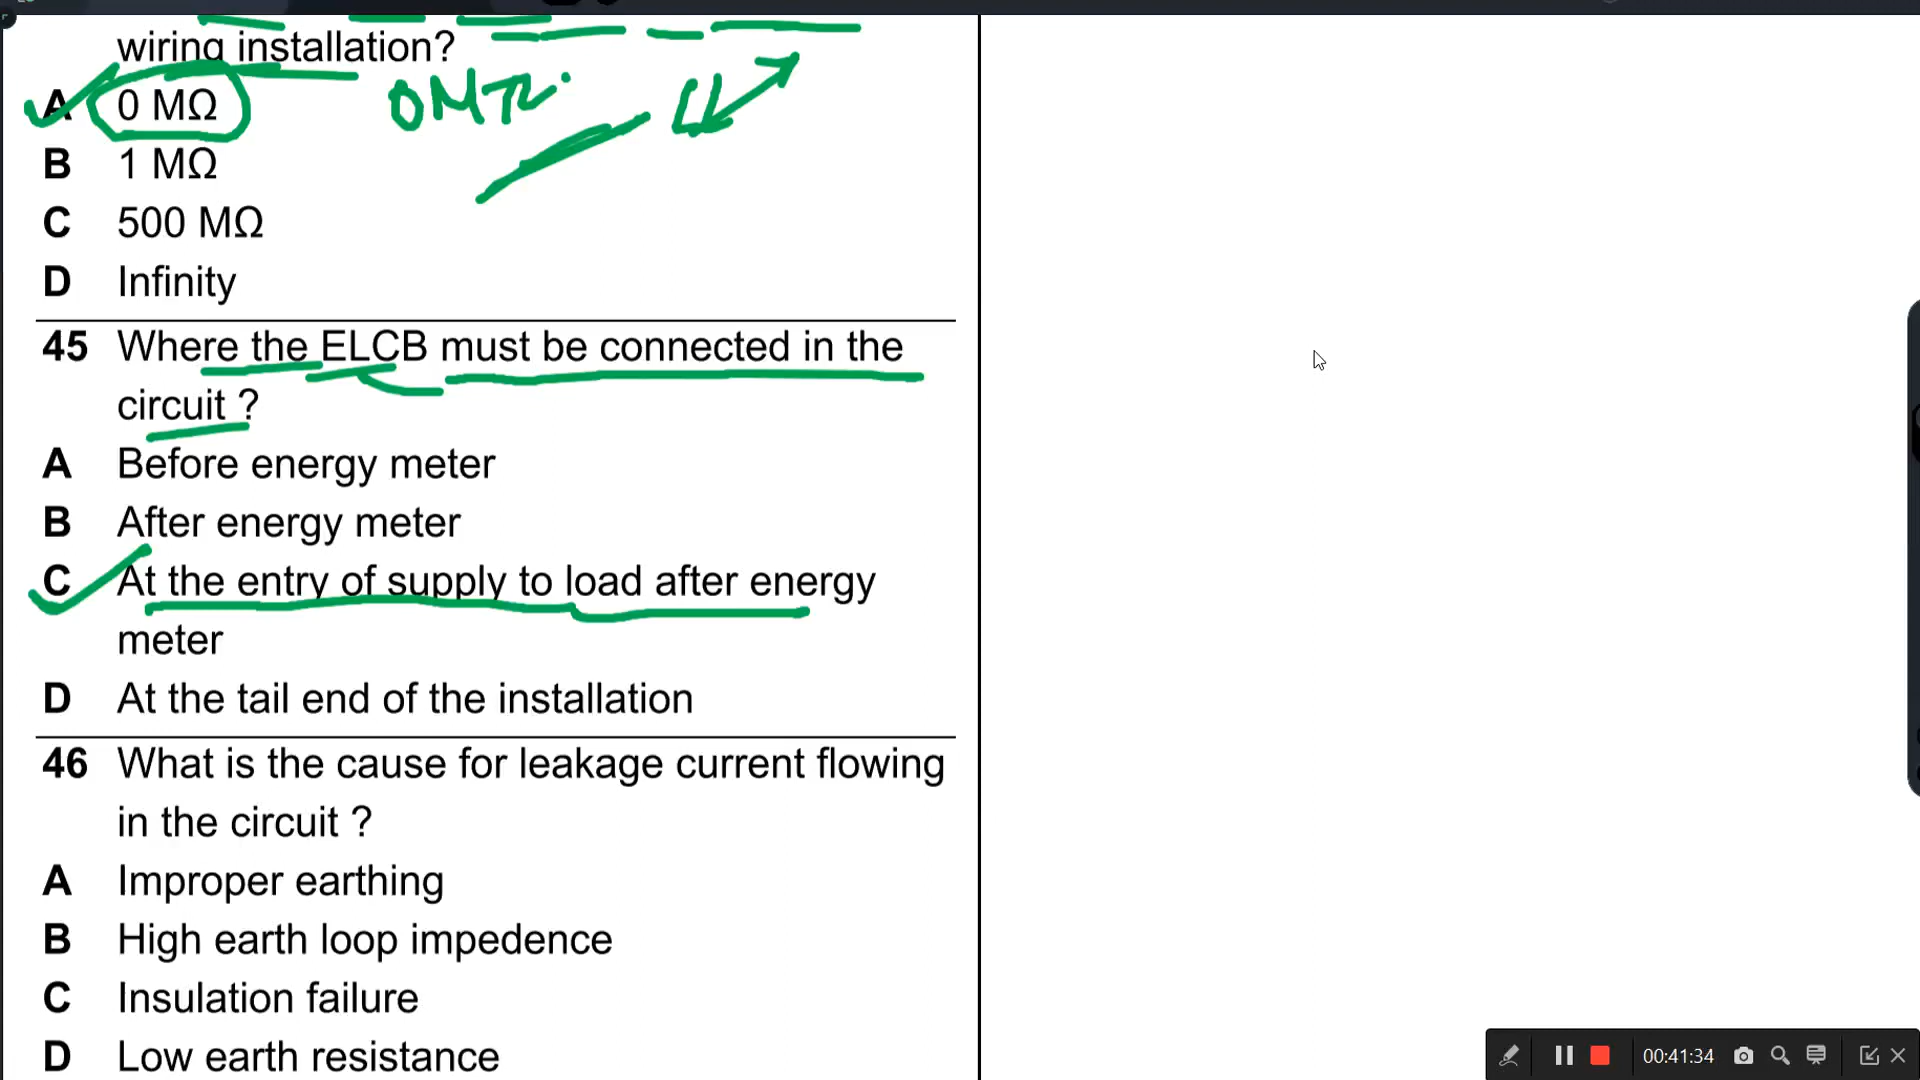 wiring installation?
A 0 MΩ
B 1 MΩ
C 500 MΩ
D Infinity
45 Where the ELCB must be connected in the
circuit ?
A Before energy meter
B After energy meter
C At the entry of supply to load after energy
meter
D At the tail end of the installation
46 What is the cause for leakage current flowing
in the circuit ?
A Improper earthing
B High earth loop impedence
C Insulation failure
D Low earth resistance
00:41:34